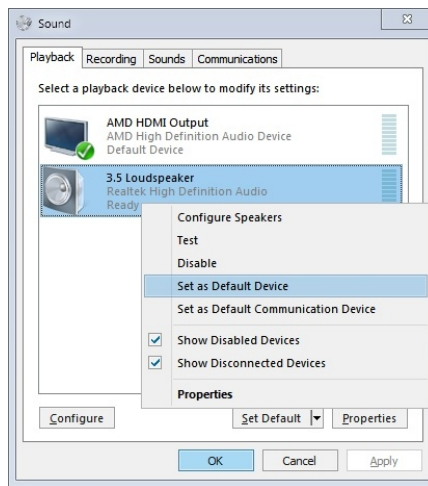 Sound
Playback Recording Sounds Communications
Select a playback device below to modify its settings:
AMD HDMI Output
AMD High Definition Audio Device
Default Device
3.5 Loudspeaker
Realtek High Definition Audio
Ready
Configure Speakers
Test
Disable
Set as Default Device
Set as Default Communication Device
Show Disabled Devices
Show Disconnected Devices
Properties
Configure Set Default Properties
OK Cancel Apply